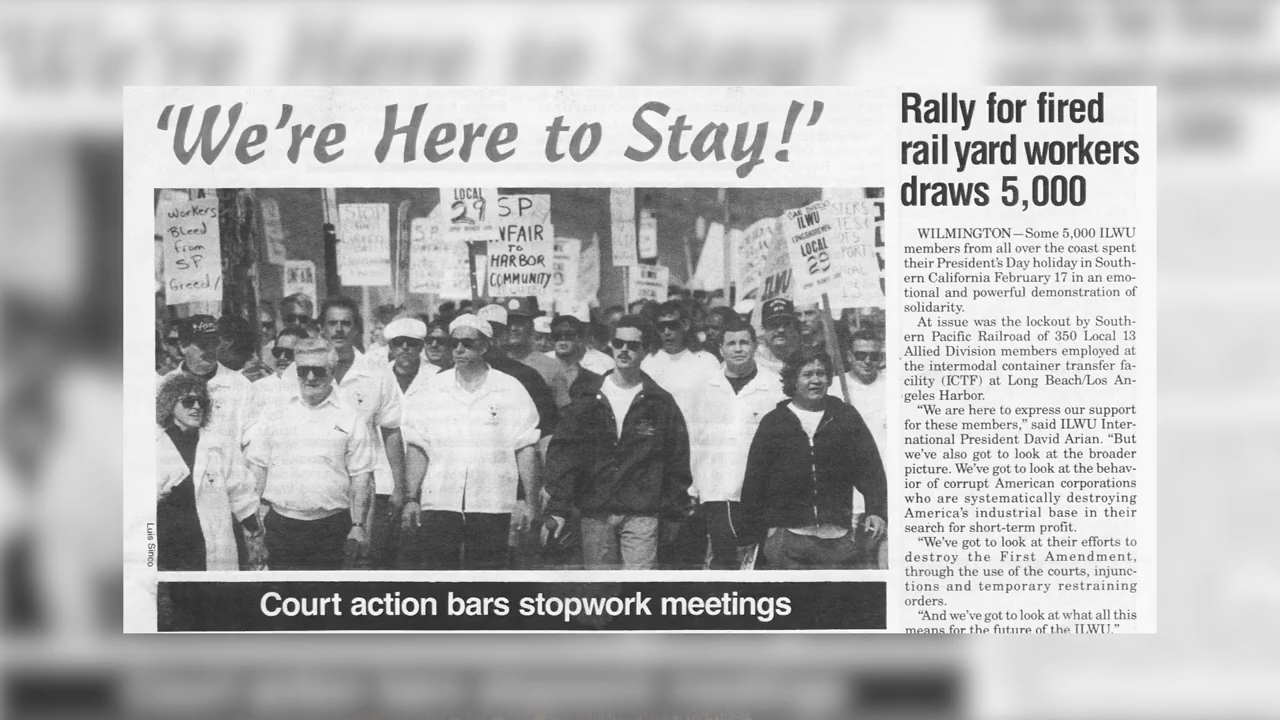 ‘We’re Here to Stay!’
Workers
Bleed
from
SP
Greed!
STOP
LOCAL
29
SP
UNFAIR
TO
HARBOR
COMMUNITY
SAN DIEGO
ILWU
LONGSHOREMEN
LOCAL
29
ILWU
13
Luis Sinco
Court action bars stopwork meetings
Rally for fired
rail yard workers
draws 5,000
WILMINGTON—Some 5,000 ILWU
members from all over the coast spent
their President’s Day holiday in South-
ern California February 17 in an emo-
tional and powerful demonstration of
solidarity.
At issue was the lockout by South-
ern Pacific Railroad of 350 Local 13
Allied Division members employed at
the intermodal container transfer fa-
cility (ICTF) at Long Beach/Los An-
geles Harbor.
“We are here to express our support
for these members,” said ILWU Inter-
national President David Arian. “But
we’ve also got to look at the broader
picture. We’ve got to look at the behav-
ior of corrupt American corporations
who are systematically destroying
America’s industrial base in their
search for short-term profit.
“We’ve got to look at their efforts to
destroy the First Amendment,
through the use of the courts, injunc-
tions and temporary restraining
orders.
“And we’ve got to look at what all this
means for the future of the ILWU.”